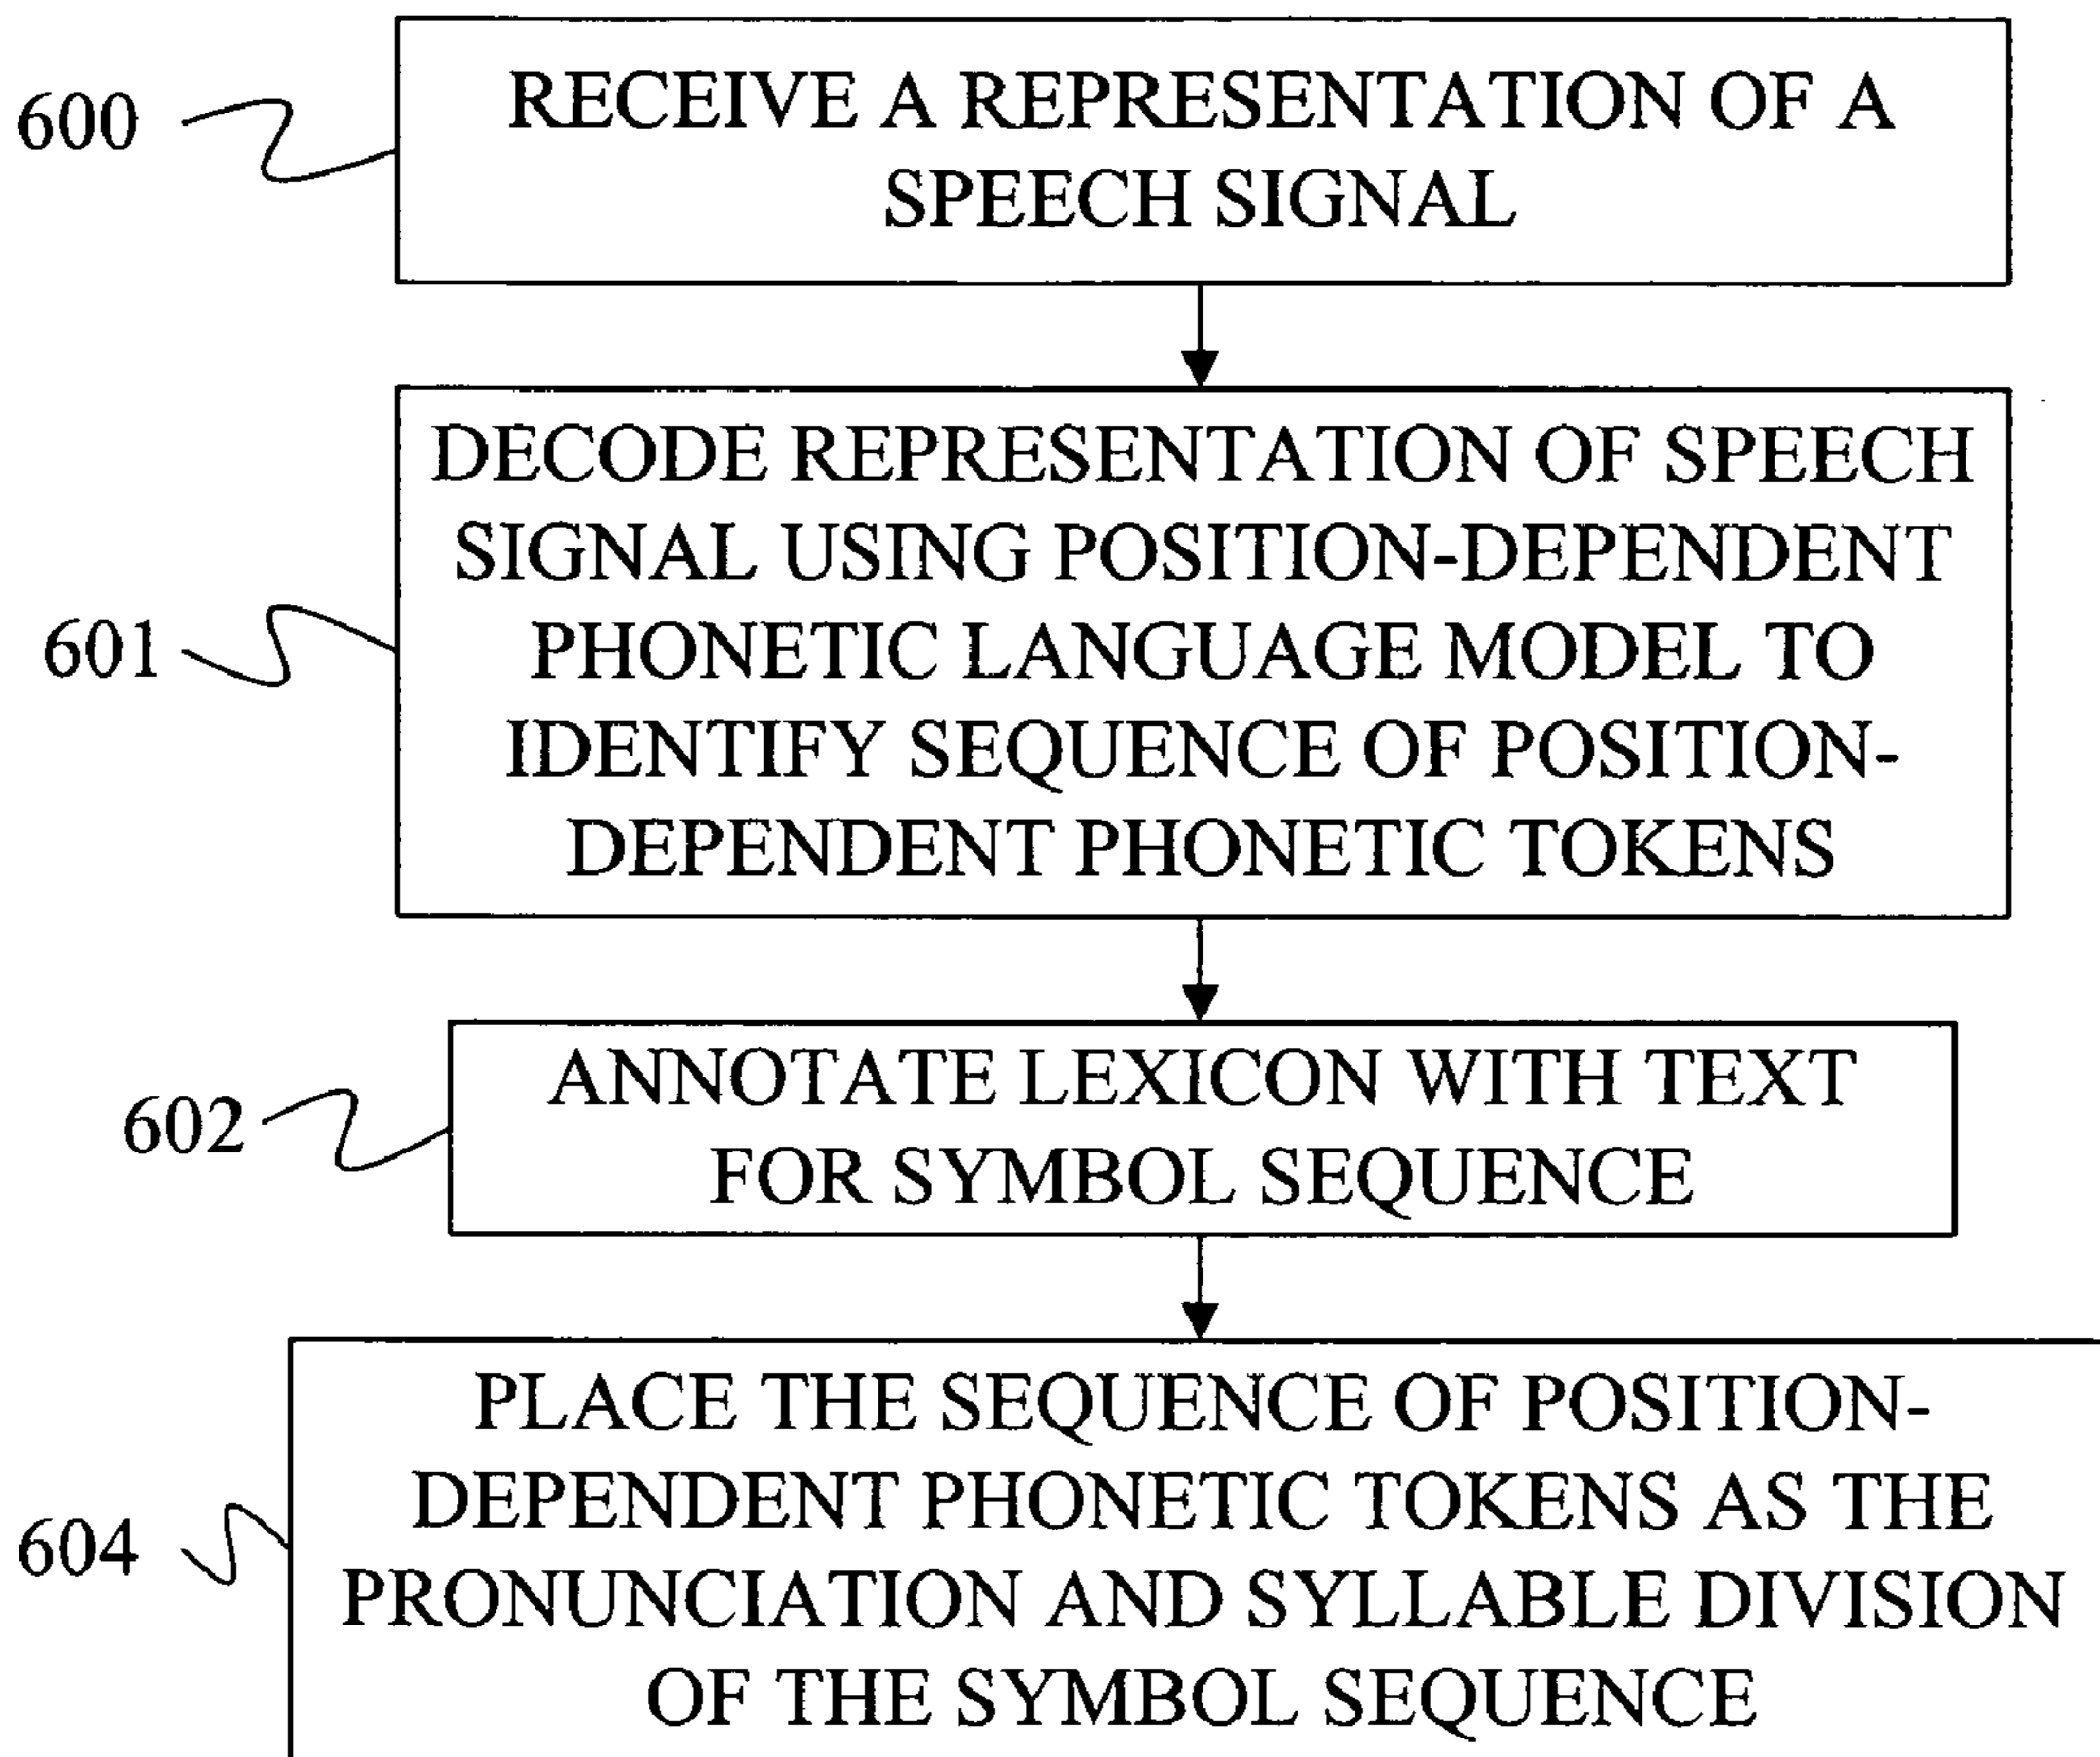 600
RECEIVE A REPRESENTATION OF A
SPEECH SIGNAL
601
DECODE REPRESENTATION OF SPEECH
SIGNAL USING POSITION-DEPENDENT
PHONETIC LANGUAGE MODEL TO
IDENTIFY SEQUENCE OF POSITION-
DEPENDENT PHONETIC TOKENS
602
ANNOTATE LEXICON WITH TEXT
FOR SYMBOL SEQUENCE
604
PLACE THE SEQUENCE OF POSITION-
DEPENDENT PHONETIC TOKENS AS THE
PRONUNCIATION AND SYLLABLE DIVISION
OF THE SYMBOL SEQUENCE